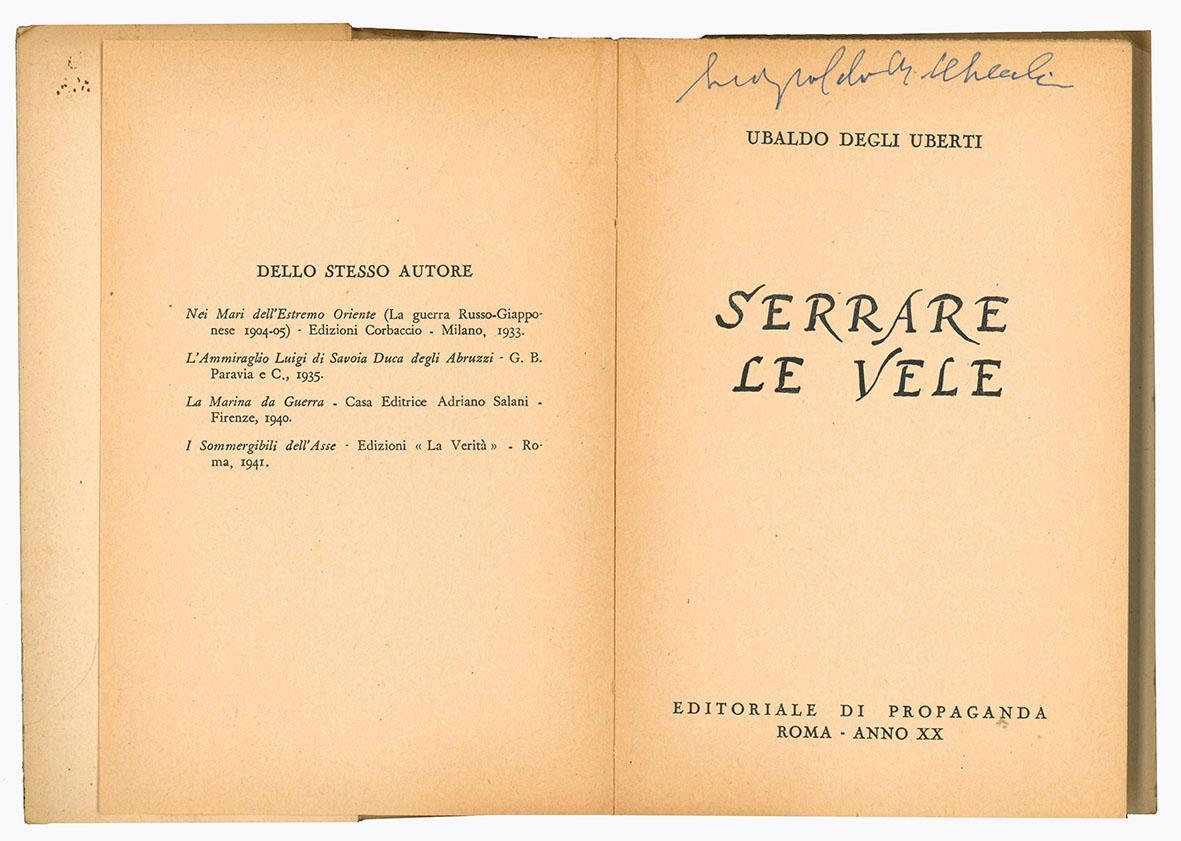 DELLO STESSO AUTORE
Nei Mari dell'Estremo Oriente (La guerra Russo-Giappo-
nese 1904-05) - Edizioni Corbaccio - Milano, 1933.
L'Ammiraglio Luigi di Savoia Duca degli Abruzzi - G. B.
Paravia e C., 1935.
La Marina da Guerra - Casa Editrice Adriano Salani -
Firenze, 1940.
I Sommergibili dell'Asse - Edizioni « La Verità » - Ro-
ma, 1941.
UBALDO DEGLI UBERTI
SERRARE
LE VELE
EDITORIALE DI PROPAGANDA
ROMA - ANNO XX